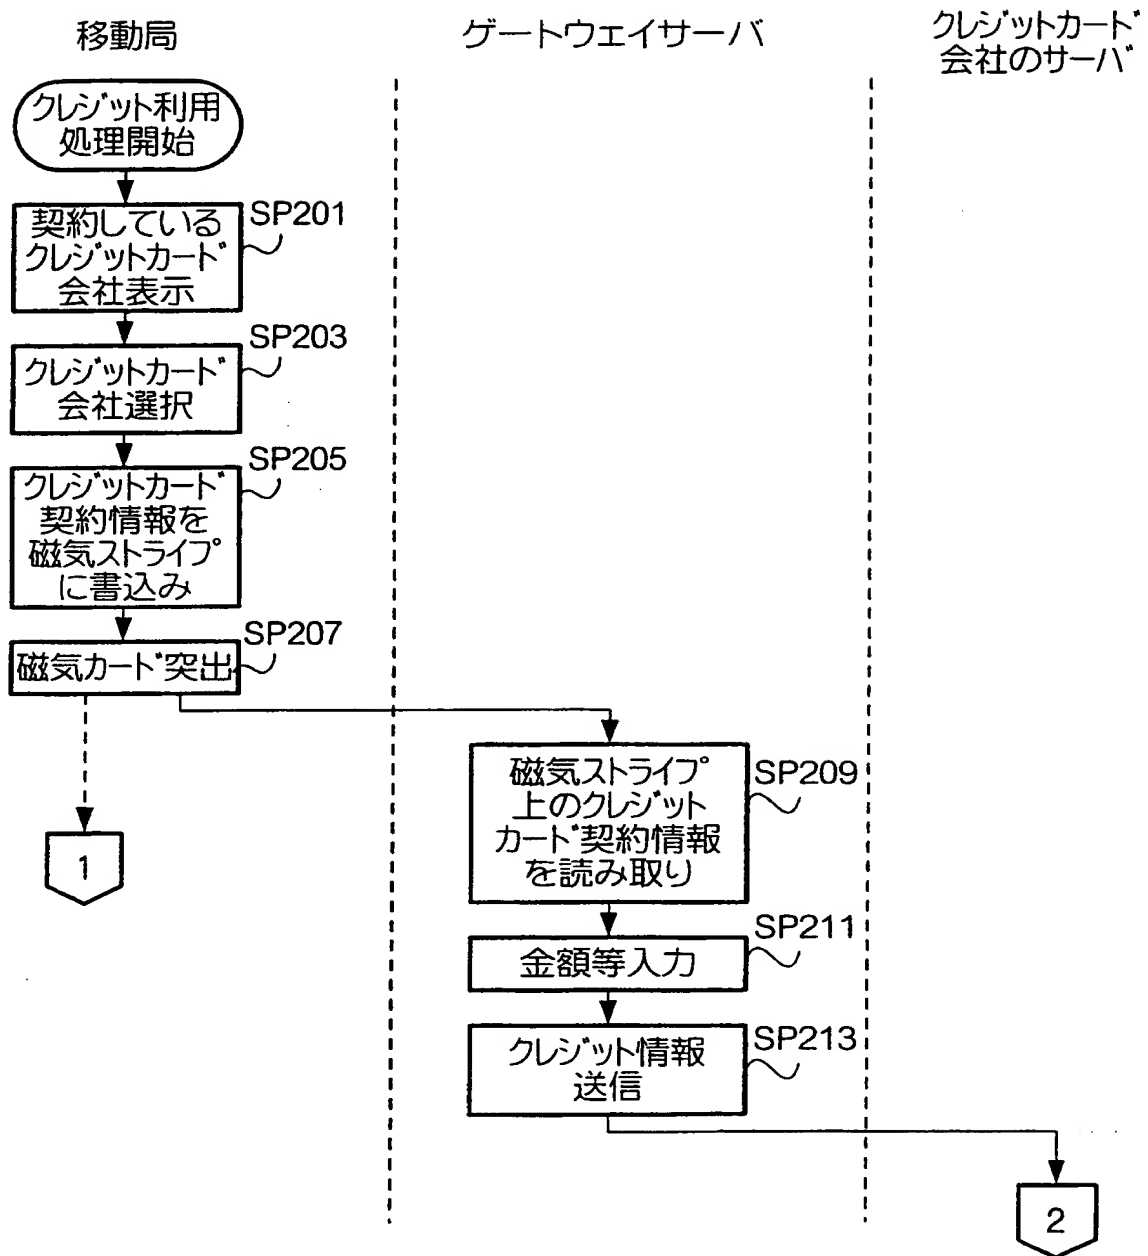 移動局
ゲートウェイサーバ
クレジットカード
会社のサーバ
クレジット利用
処理開始
SP201
契約している
クレジットカード
会社表示
SP203
クレジットカード
会社選択
SP205
クレジットカード
契約情報を
磁気ストライプ
に書込み
SP207
磁気カード突出
1
SP209
磁気ストライプ
上のクレジット
カード契約情報
を読み取り
SP211
金額等入力
SP213
クレジット情報
送信
2